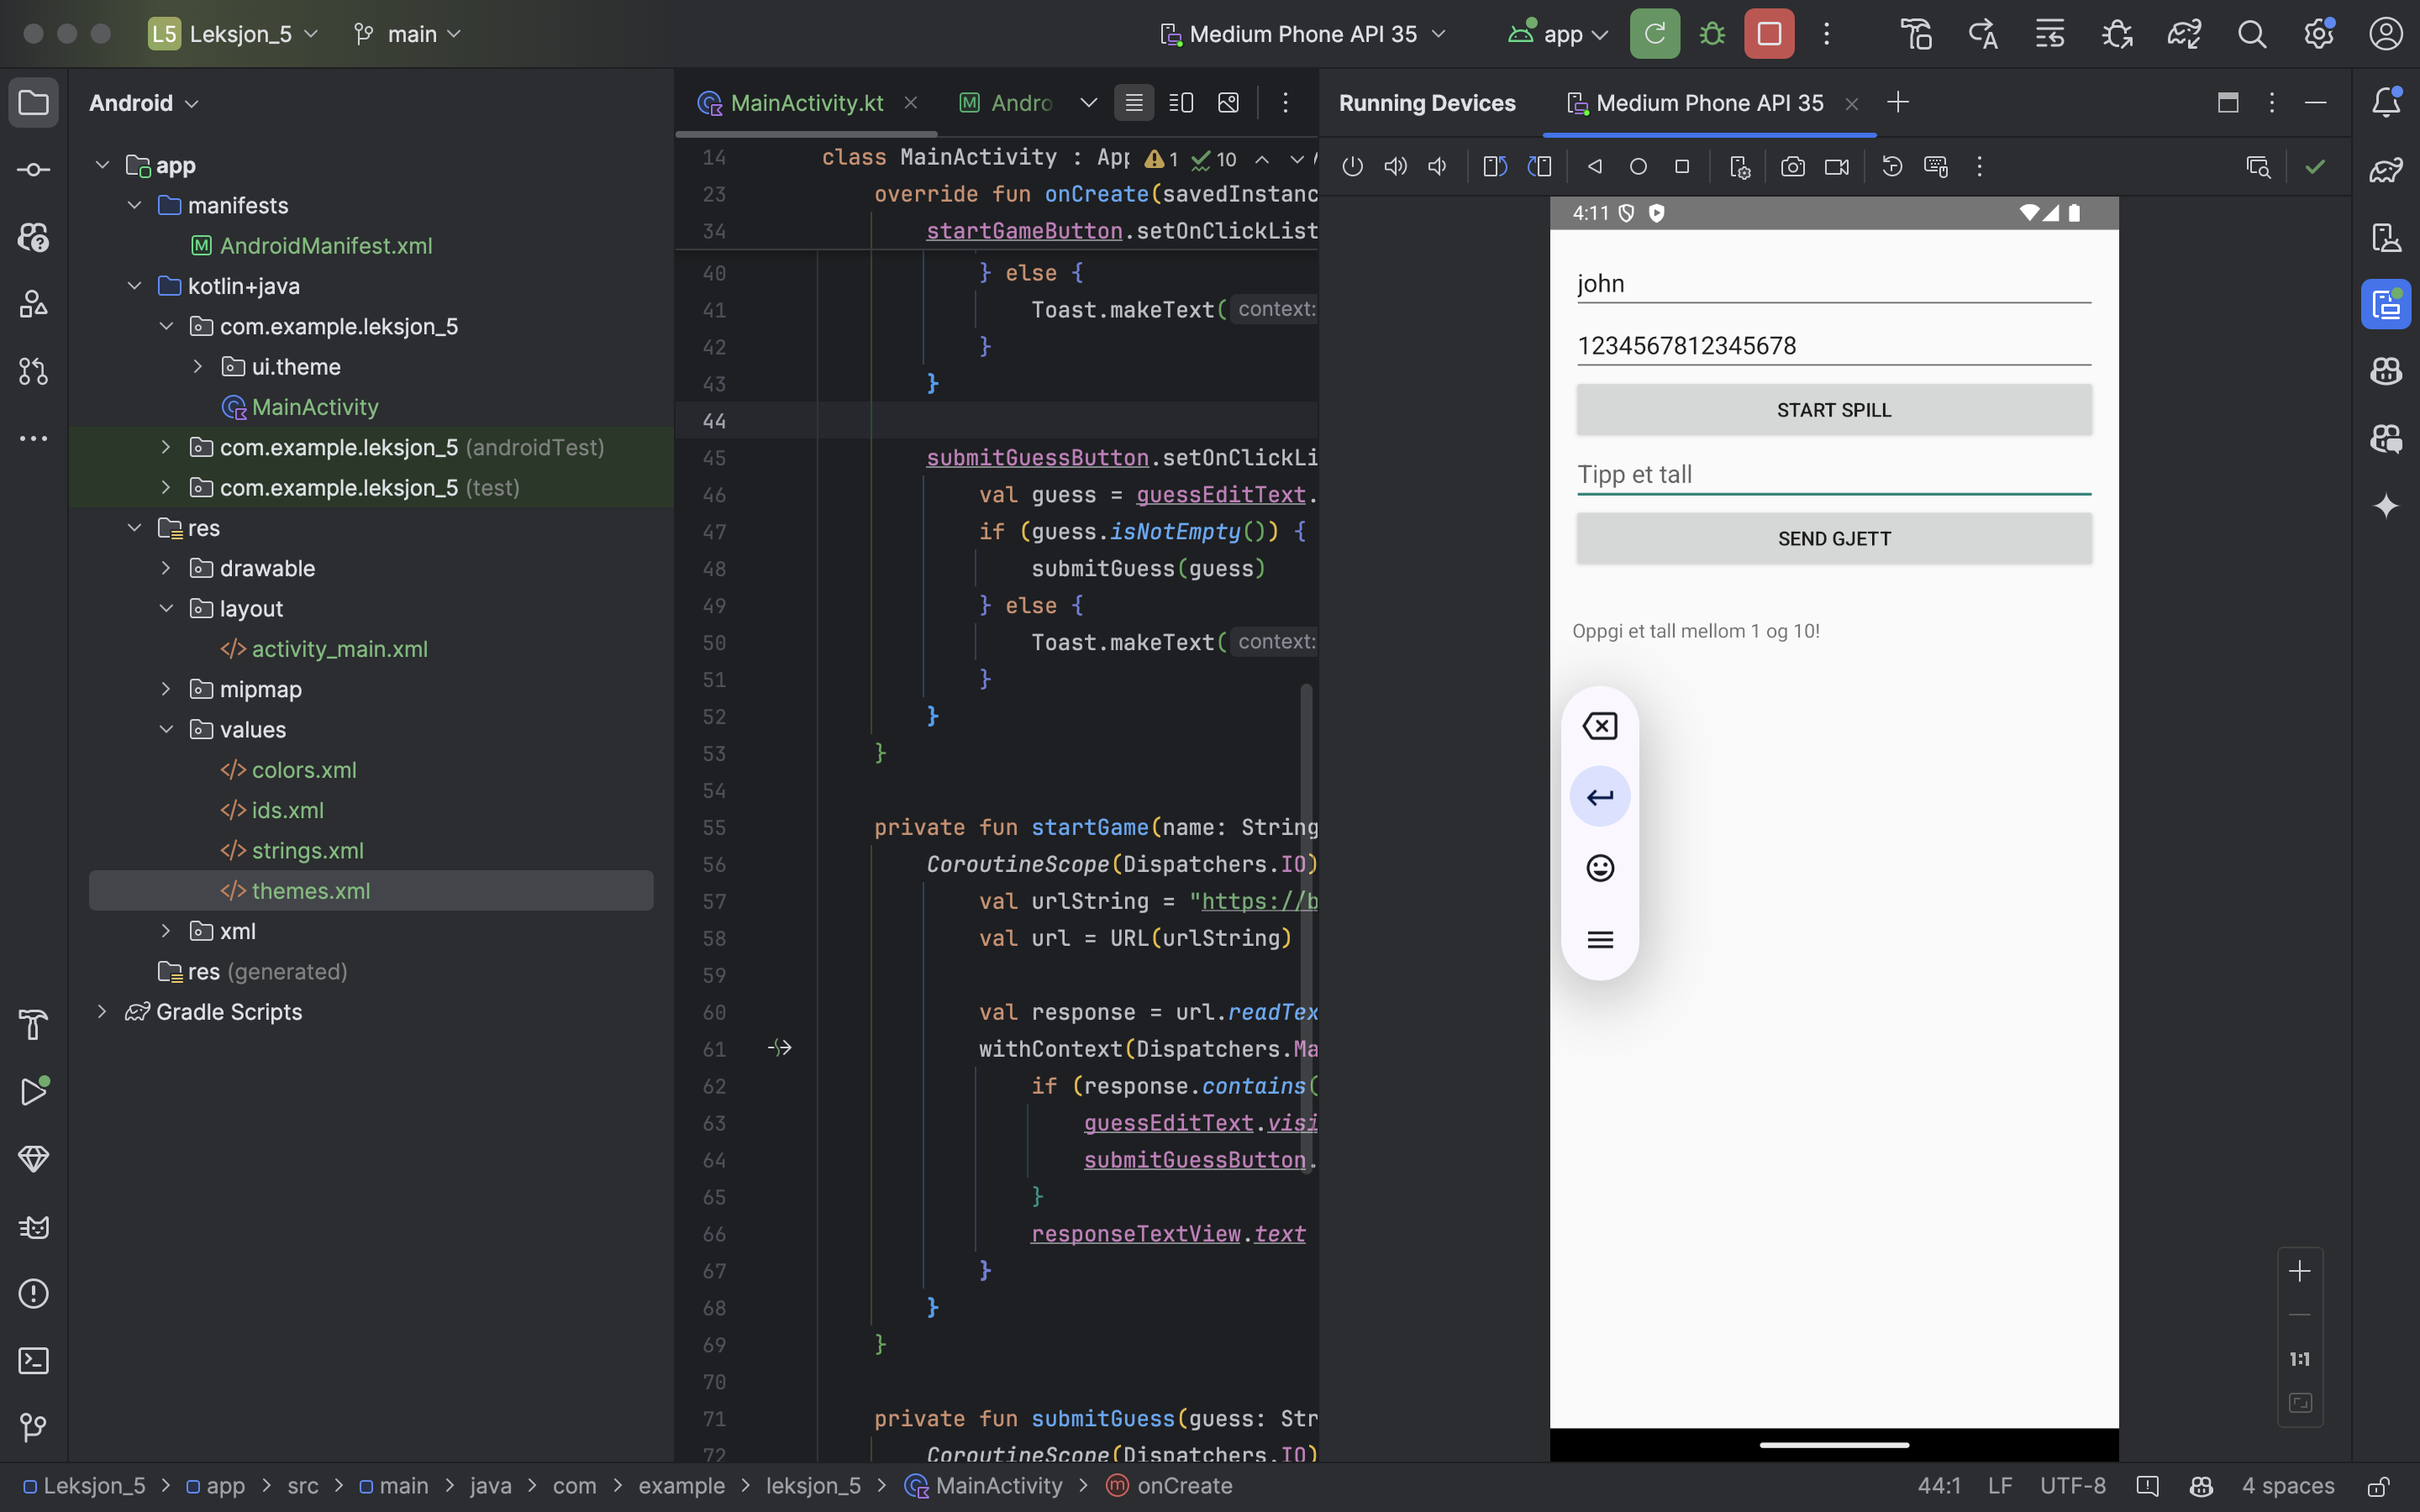 L5 Leksjon_5 main Medium Phone API 35 app
Android
app
manifests
AndroidManifest.xml
kotlin+java
com.example.leksjon_5
ui.theme
MainActivity
com.example.leksjon_5 (androidTest)
com.example.leksjon_5 (test)
res
drawable
layout
activity_main.xml
mipmap
values
colors.xml
ids.xml
strings.xml
themes.xml
xml
res (generated)
Gradle Scripts
MainActivity.kt Andro
14 class MainActivity : App 1 10
23 override fun onCreate(savedInstanc
34 startGameButton.setOnClickList
40 } else {
41 Toast.makeText( context:
42 }
43 }
44
45 submitGuessButton.setOnClickLi
46 val guess = guessEditText.
47 if (guess.isNotEmpty()) {
48 submitGuess(guess)
49 } else {
50 Toast.makeText( context:
51 }
52 }
53 }
54
55 private fun startGame(name: String
56 CoroutineScope(Dispatchers.IO)
57 val urlString = "https://b
58 val url = URL(urlString)
59
60 val response = url.readTex
61 withContext(Dispatchers.Ma
62 if (response.contains(
63 guessEditText.visi
64 submitGuessButton.
65 }
66 responseTextView.text
67 }
68 }
69 }
70
71 private fun submitGuess(guess: Str
72 CoroutineScope(Dispatchers.IO)
Running Devices Medium Phone API 35
4:11
john
1234567812345678
START SPILL
Tipp et tall
SEND GJETT
Oppgi et tall mellom 1 og 10!
1:1
Leksjon_5 > app > src > main > java > com > example > leksjon_5 > MainActivity > onCreate
44:1 LF UTF-8 4 spaces